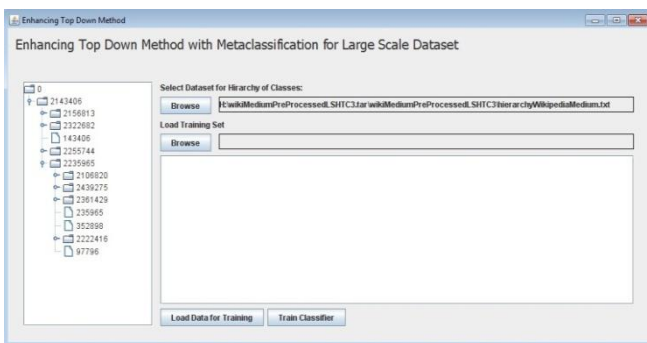 Enhancing Top Down Method
Enhancing Top Down Method with Metaclassification for Large Scale Dataset
0
2143406
2156813
2322682
143406
2255744
2235965
2106820
2439275
2361429
235965
352898
2222416
97796
Select Dataset for Hirarchy of Classes:
Browse H:\wikiMediumPreProcessedLSHTC3.tar\wikiMediumPreProcessedLSHTC3\hierarchyWikipediaMedium.txt
Load Training Set
Browse
Load Data for Training Train Classifier